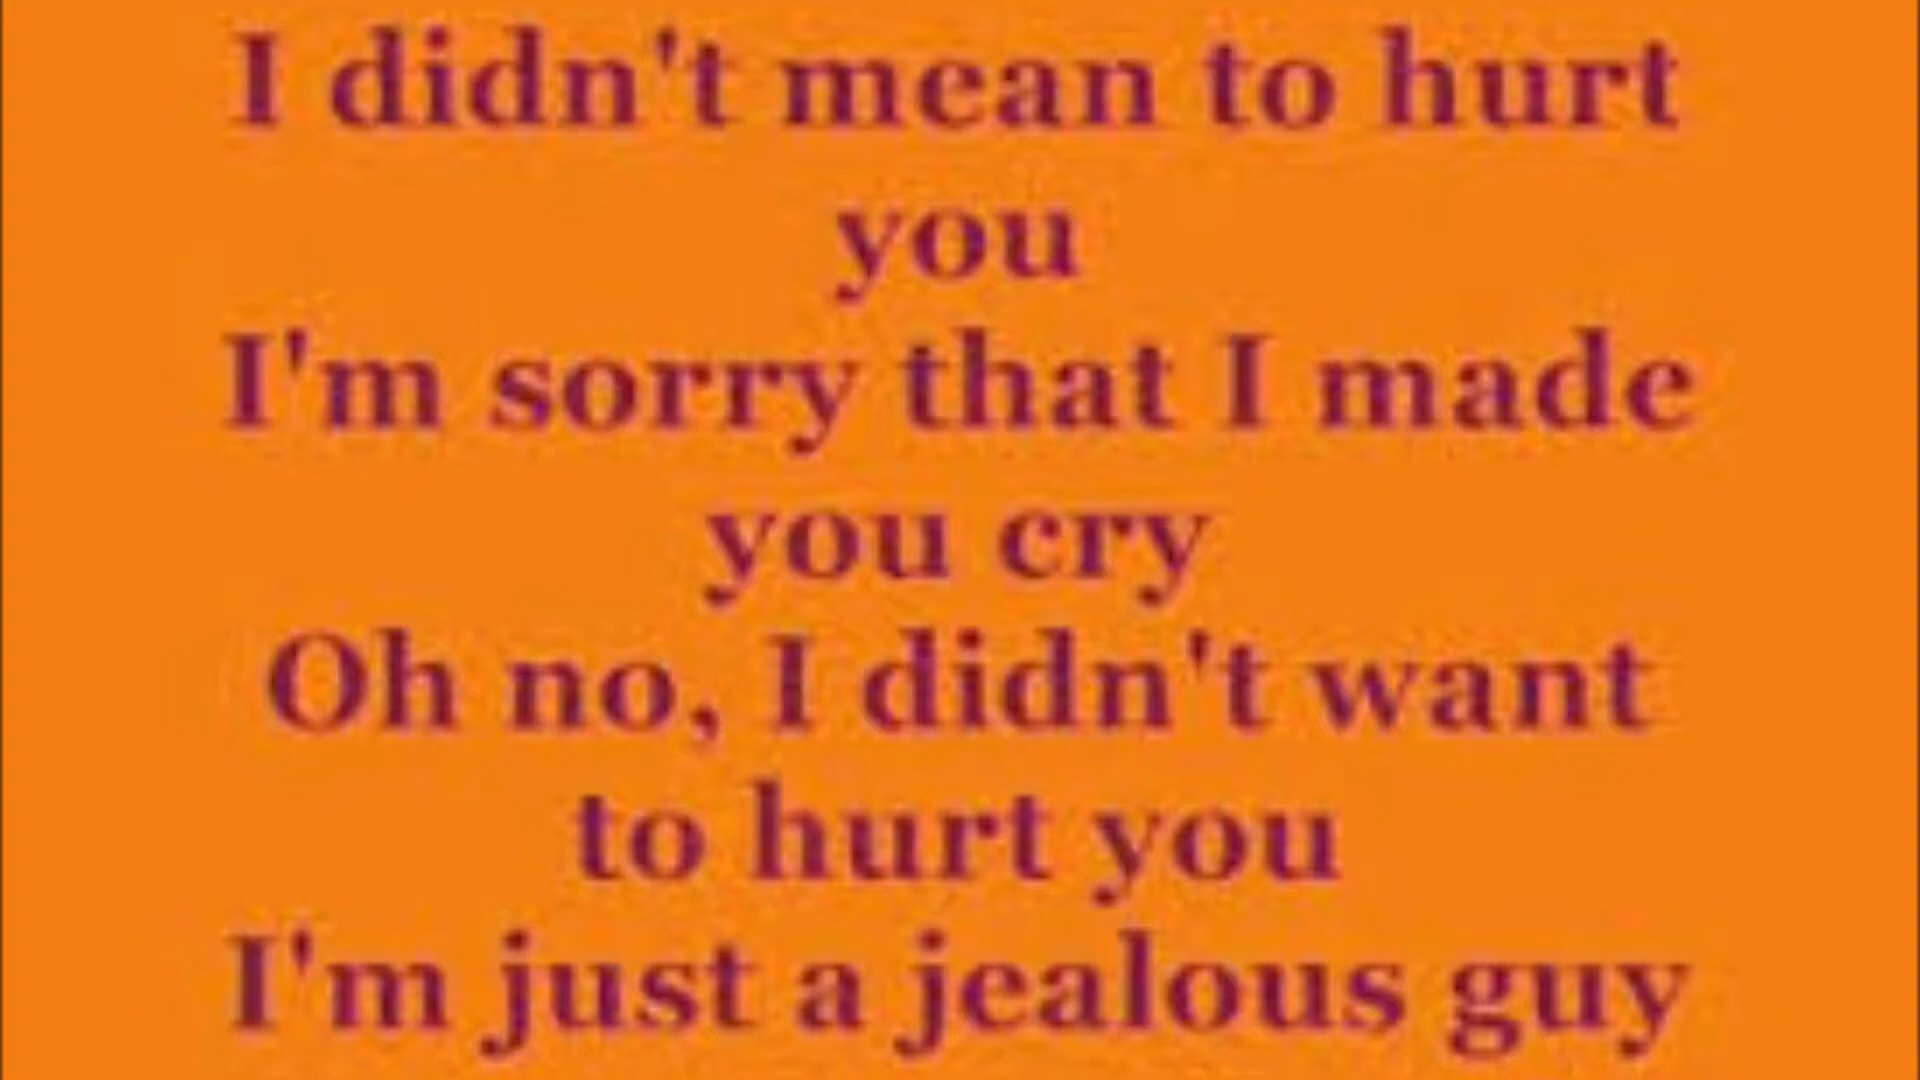 I didn't mean to hurt
you
I'm sorry that I made
you cry
Oh no, I didn't want
to hurt you
I'm just a jealous guy